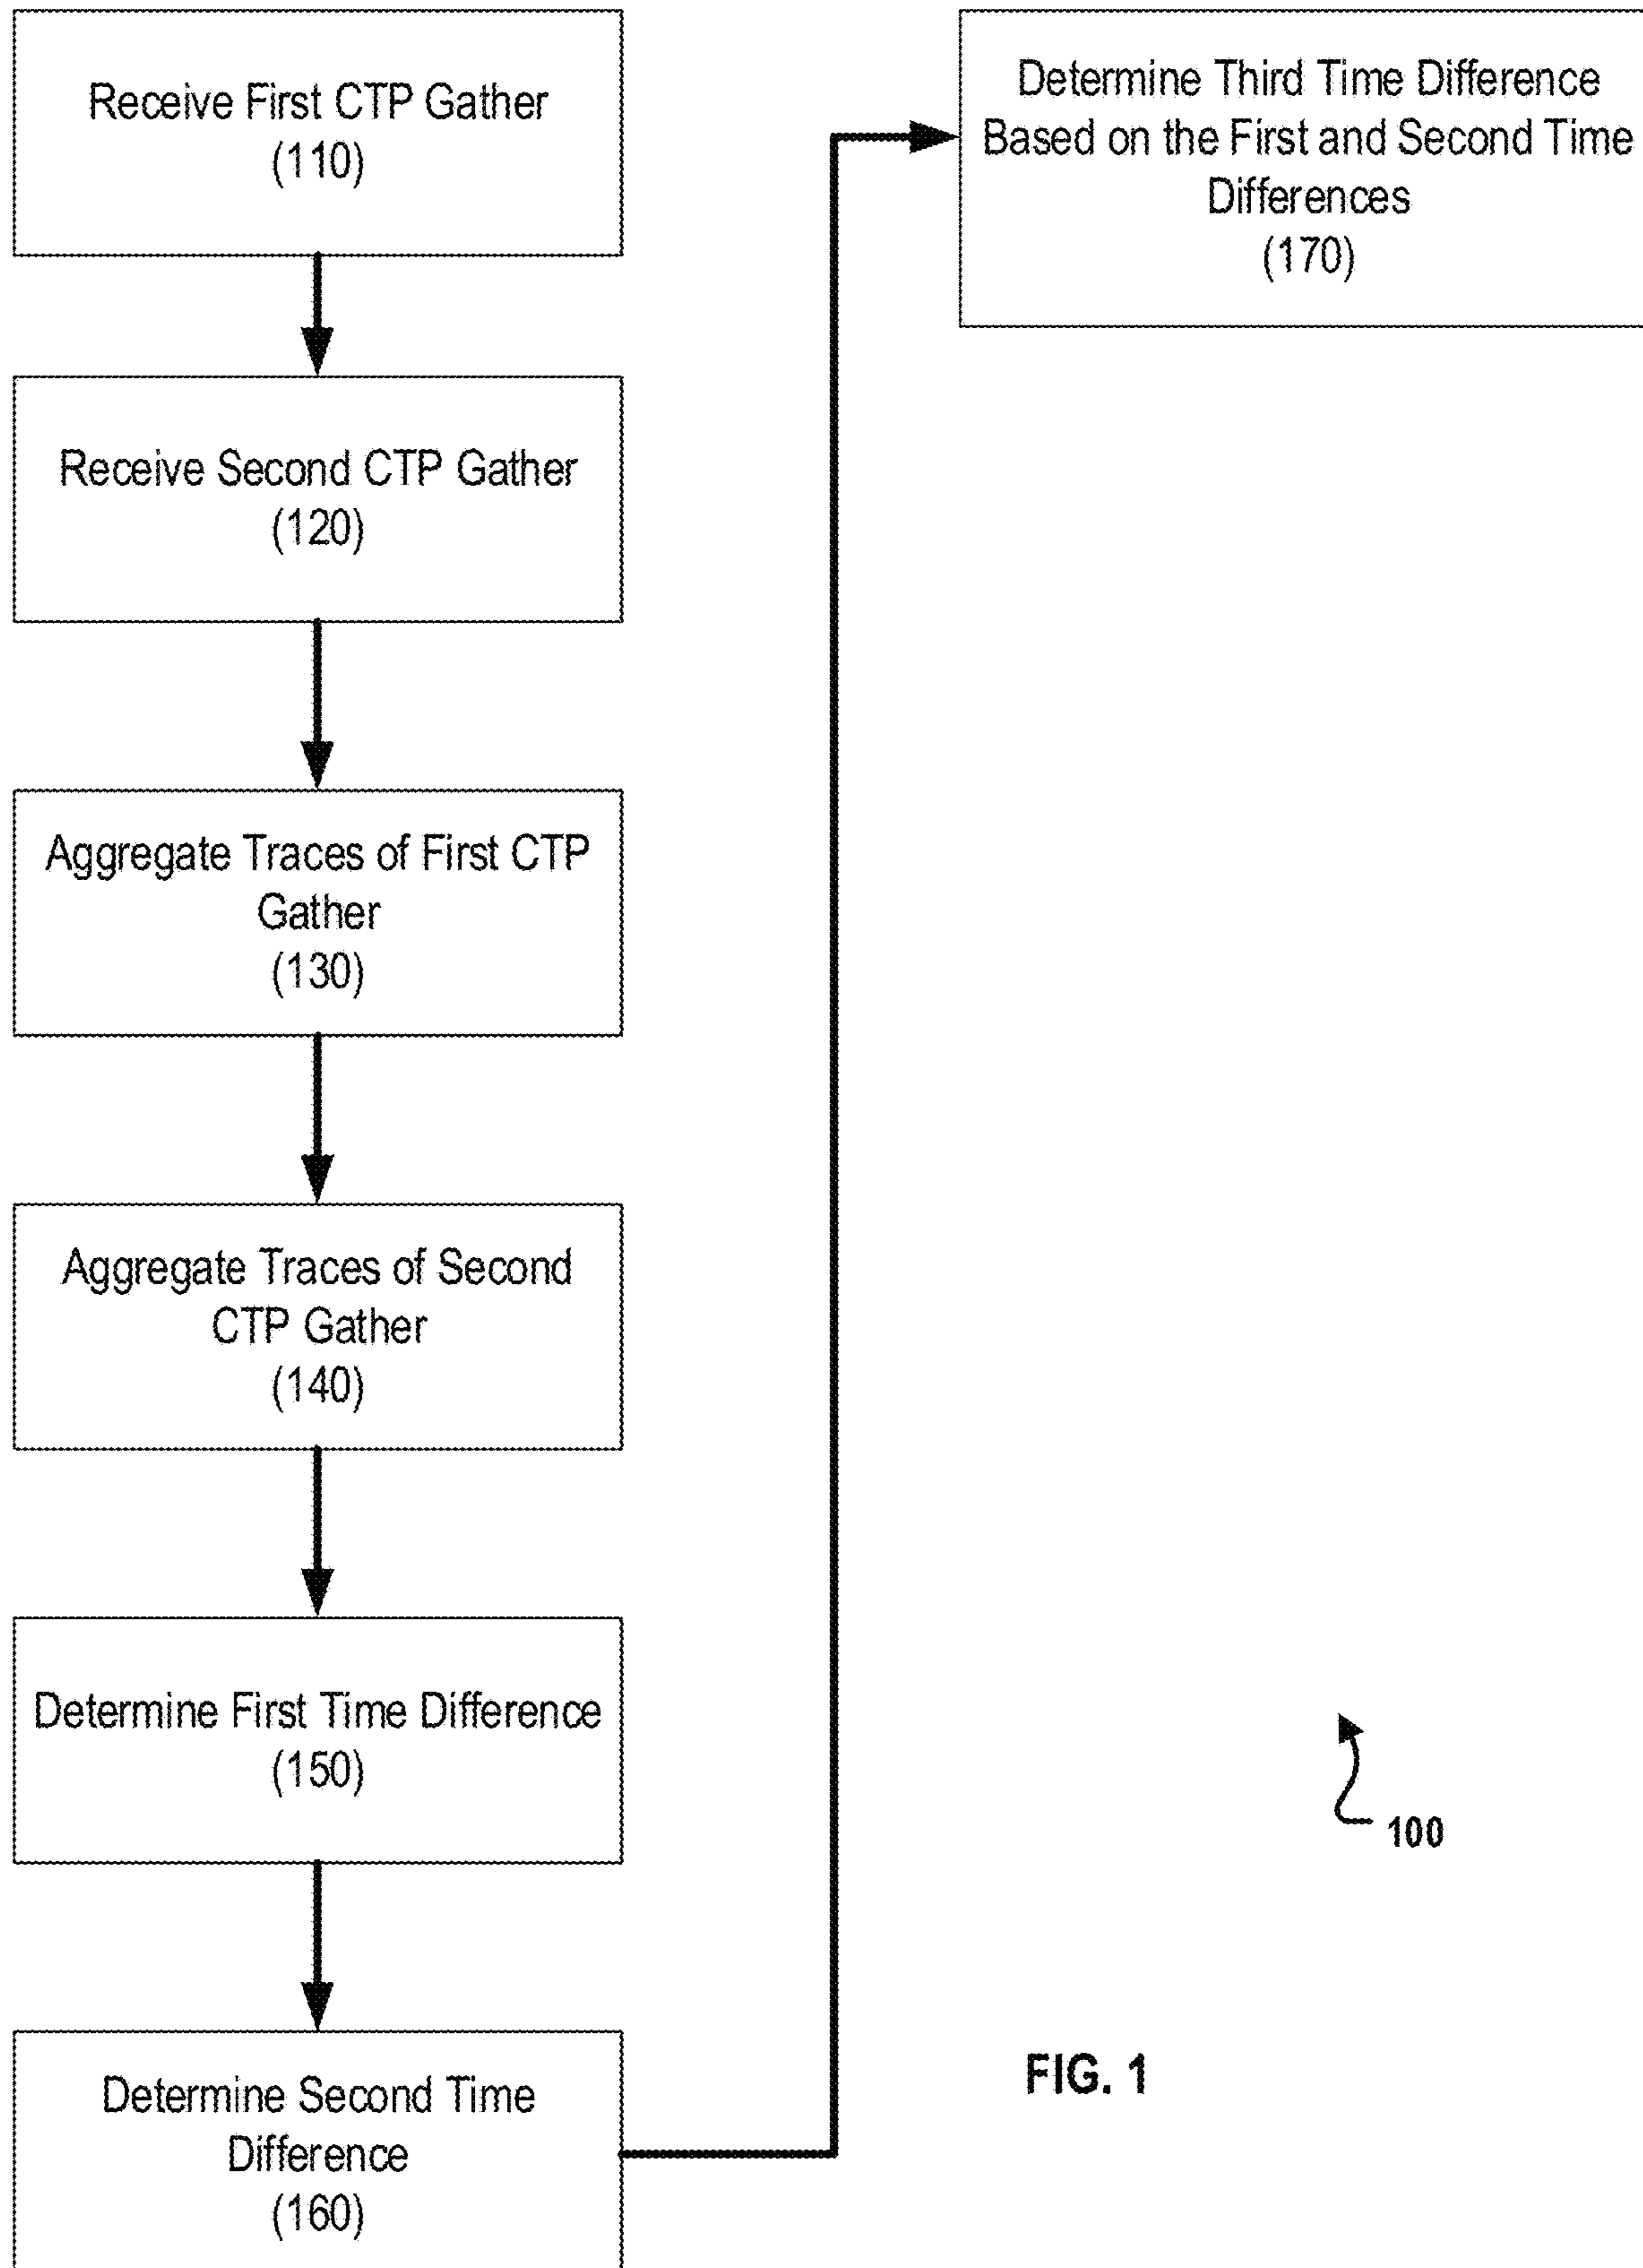 Receive First CTP Gather
(110)
Receive Second CTP Gather
(120)
Aggregate Traces of First CTP
Gather
(130)
Aggregate Traces of Second
CTP Gather
(140)
Determine First Time Difference
(150)
Determine Second Time
Difference
(160)
Determine Third Time Difference
Based on the First and Second Time
Differences
(170)
100
FIG. 1